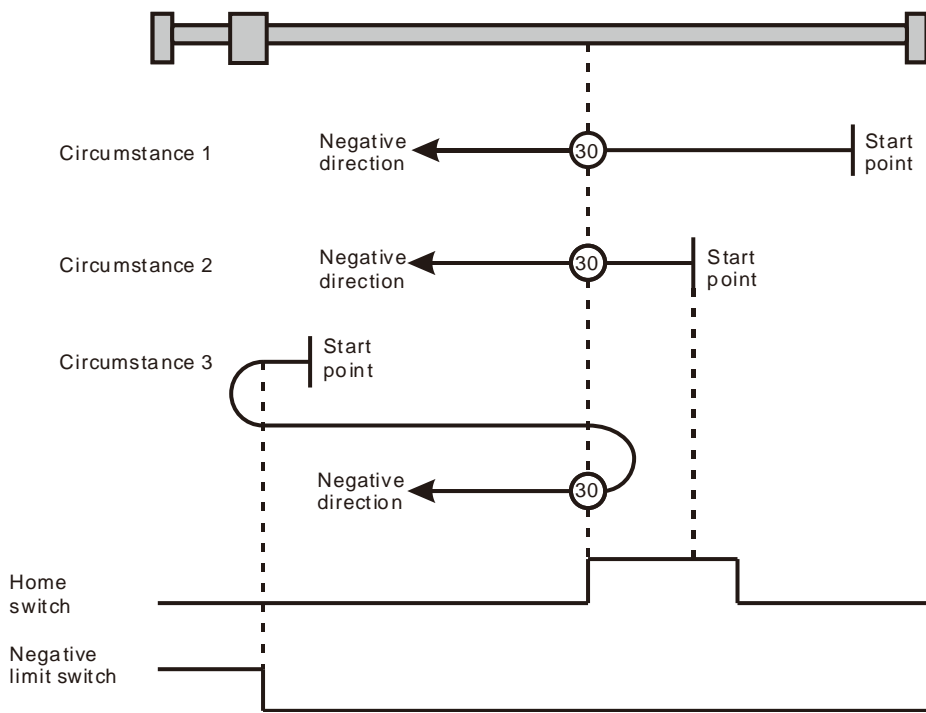 Circumstance 1
Negative
direction
30
Start
point
Circumstance 2
Negative
direction
30
Start
point
Circumstance 3
Start
point
Negative
direction
30
Home
switch
Negative
limit switch